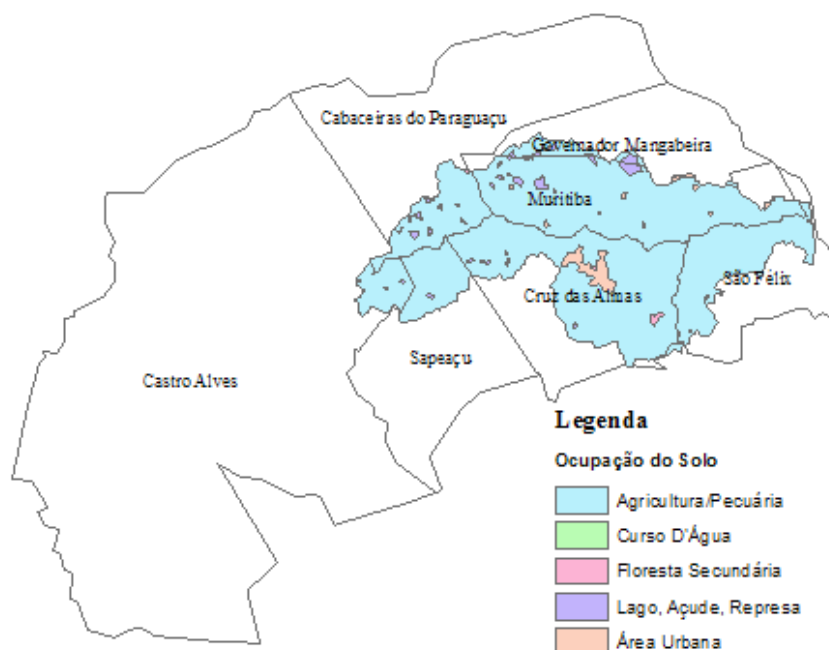 Cabaceiras do Paraguaçu
Governador Mangabeira
Muritiba
São Félix
Cruz das Almas
Sapeaçu
Castro Alves
Legenda
Ocupação do Solo
Agricultura/Pecuária
Curso D'Água
Floresta Secundária
Lago, Açude, Represa
Área Urbana